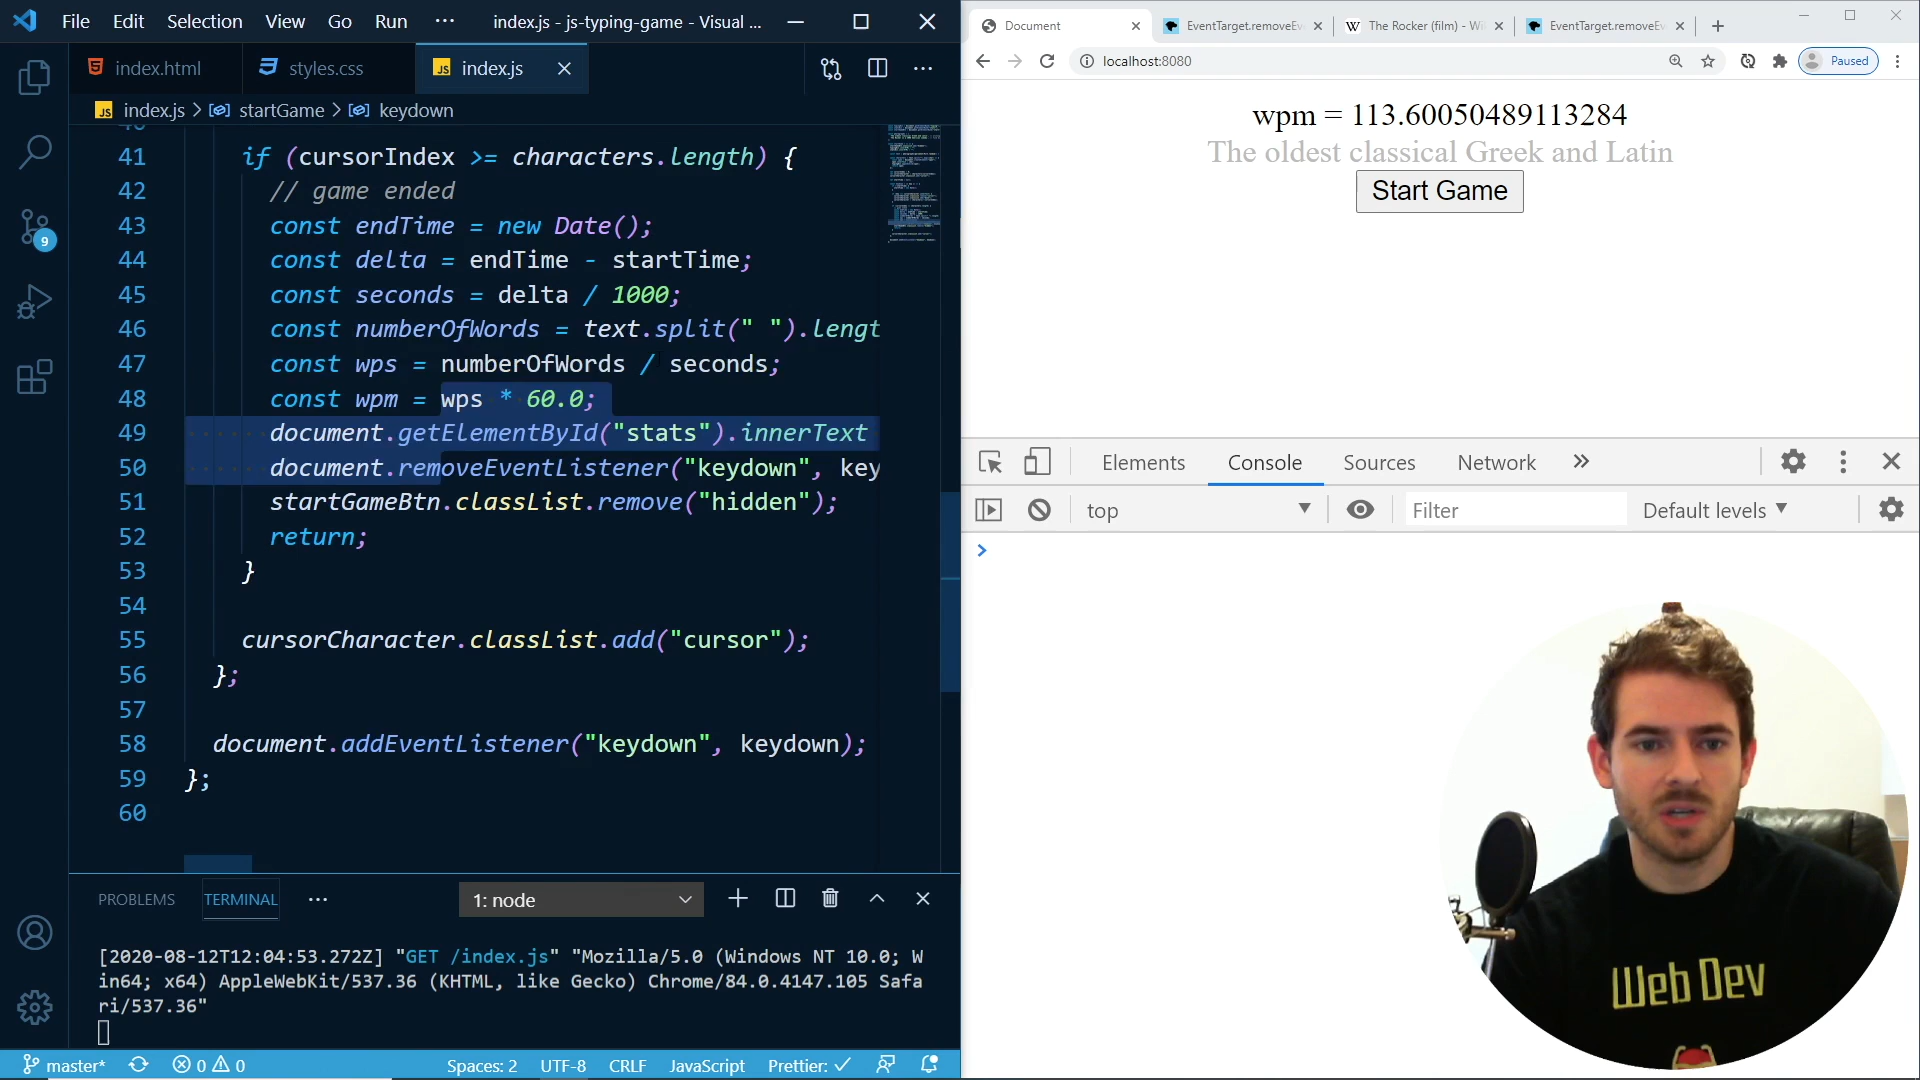 File Edit Selection View Go Run ··· index.js - js-typing-game - Visual ...
index.html styles.css JS index.js
JS index.js > startGame > keydown
41 if (cursorIndex >= characters.length) {
42 // game ended
43 const endTime = new Date();
44 const delta = endTime - startTime;
45 const seconds = delta / 1000;
46 const numberOfWords = text.split(" ").lengt
47 const wps = numberOfWords / seconds;
48 const wpm = wps * 60.0;
49 document.getElementById("stats").innerText
50 document.removeEventListener("keydown", key
51 startGameBtn.classList.remove("hidden");
52 return;
53 }
54
55 cursorCharacter.classList.add("cursor");
56 };
57
58 document.addEventListener("keydown", keydown);
59 };
60
9
PROBLEMS TERMINAL ··· 1: node
[2020-08-12T12:04:53.272Z] "GET /index.js" "Mozilla/5.0 (Windows NT 10.0; W
in64; x64) AppleWebKit/537.36 (KHTML, like Gecko) Chrome/84.0.4147.105 Safa
ri/537.36"
master* 0 0 Spaces: 2 UTF-8 CRLF JavaScript Prettier: ✓
Document EventTarget.removeEv W The Rocker (film) - Wi EventTarget.removeEv
localhost:8080 Paused
wpm = 113.60050489113284
The oldest classical Greek and Latin
Start Game
Elements Console Sources Network »
top Filter Default levels
>
Web Dev